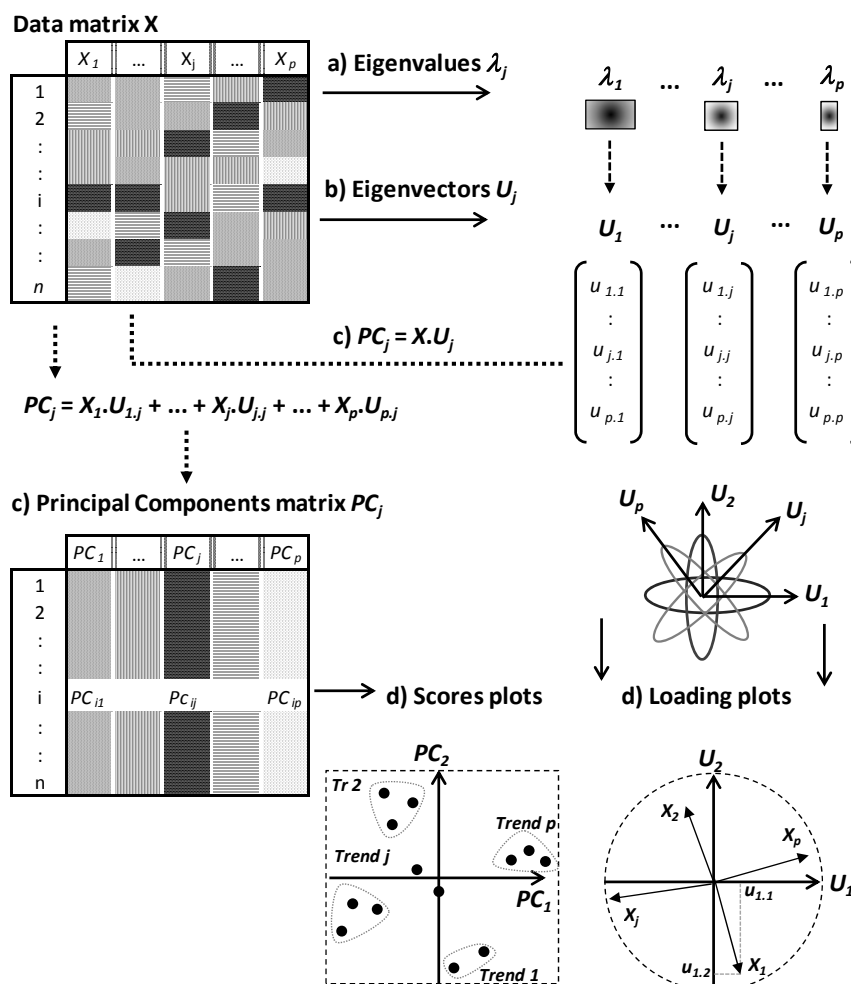 Data matrix X
X1 ... Xj ... Xp
1
2
:
:
i
:
:
n
a) Eigenvalues λj
b) Eigenvectors Uj
λ1 ... λj ... λp
U1 ... Uj ... Up
u1.1 u1.j u1.p
: : :
uj.1 uj.j uj.p
: : :
up.1 up.j up.p
c) PCj = X.Uj
PCj = X1.U1.j + ... + Xj.Uj.j + ... + Xp.Up.j
c) Principal Components matrix PCj
PC1 ... PCj ... PCp
1
2
:
:
i PCi1 Pcij PCip
:
:
n
Up U2 Uj
U1
d) Scores plots
PC2
Tr 2
Trend p
Trend j
PC1
Trend 1
d) Loading plots
U2
X2
Xp
U1
u1.1
Xj
u1.2
X1